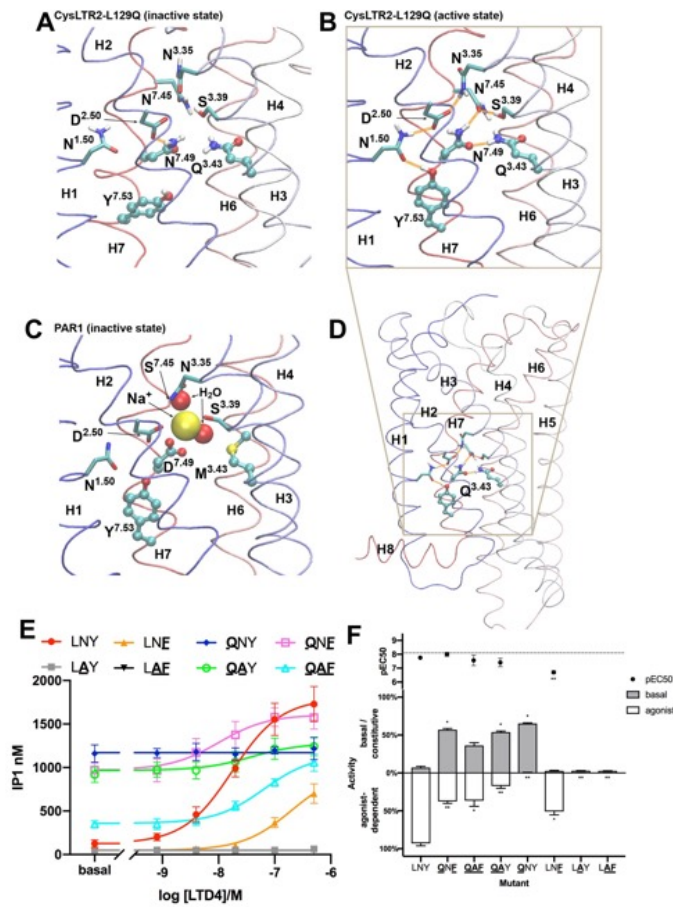 A CysLTR2-L129Q (inactive state)
H2
N3.35
N7.45
S3.39
H4
D2.50
N1.50
N7.49
Q3.43
H1
Y7.53
H6
H3
H7
B CysLTR2-L129Q (active state)
H2
N3.35
N7.45
S3.39
H4
D2.50
N1.50
N7.49
Q3.43
H3
Y7.53
H6
H1
H7
C PAR1 (inactive state)
S7.45 N3.35
H2
H4
Na+
H2O
S3.39
D2.50
D7.49
M3.43
N1.50
H1
H6
H3
Y7.53
H7
D
H6
H3
H4
H2
H7
H1
H5
Q3.43
H8
E
LNY LNF QNY QNF
LAY LAF QAY QAF
2000
1500
1000
500
0
IP1 nM
basal -9 -8 -7 -6
log [LTD4]/M
F
9
8
7
6
pEC50
pEC50
basal
agonist
100%
50%
0%
50%
100%
basal / constitutive
Activity
agonist-dependent
LNY QNF QAF QAY QNY LNF LAY LAF
Mutant